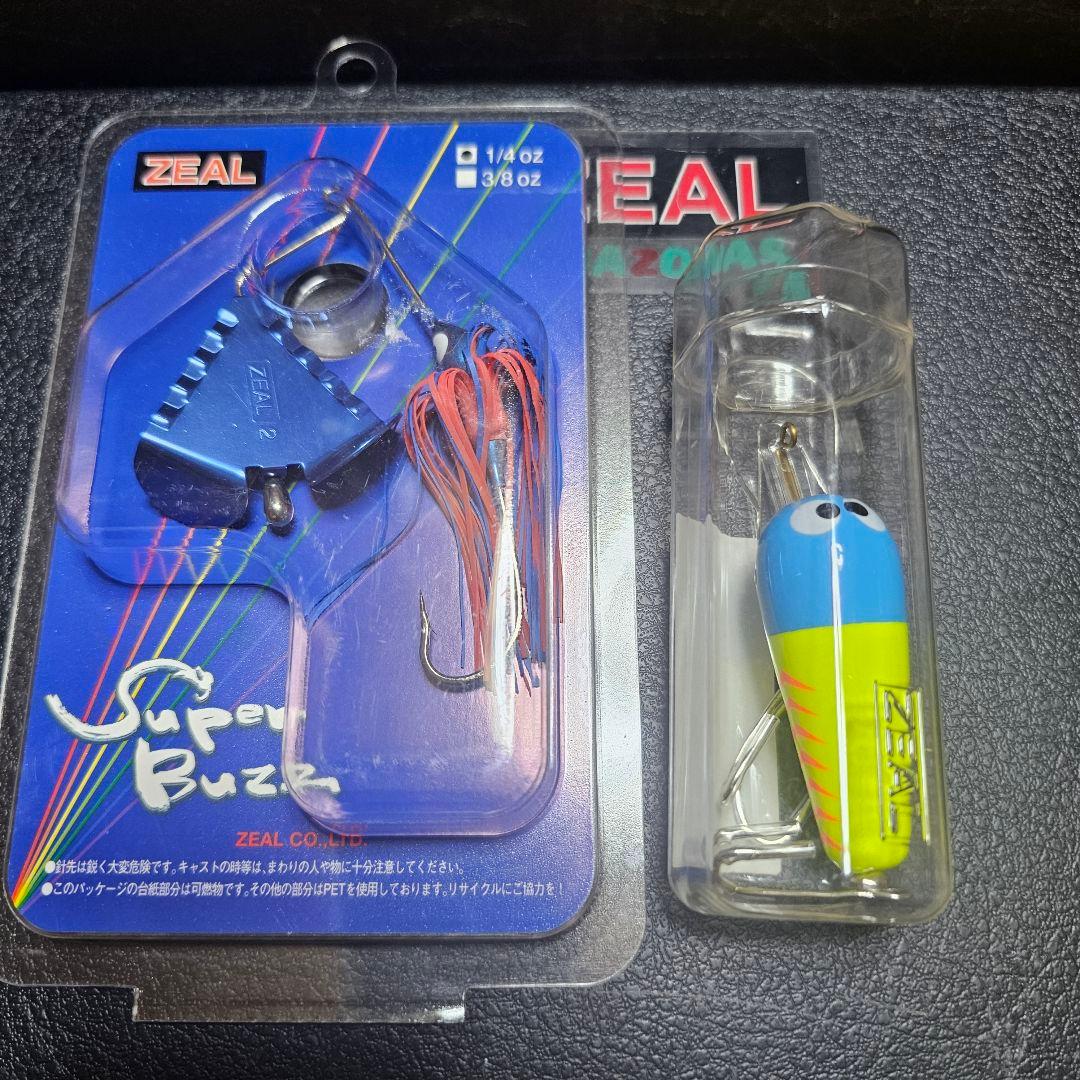 ZEAL
1/4 oz
3/8 oz
ZEAL 2
Super
Buzz
ZEAL CO.,LTD.
●針先は鋭く大変危険です。キャストの時等は、まわりの人や物に十分注意してください。
●このパッケージの台紙部分は可燃物です。その他の部分はPETを使用しております。リサイクルにご協力を!
ZEAL
ZEAL